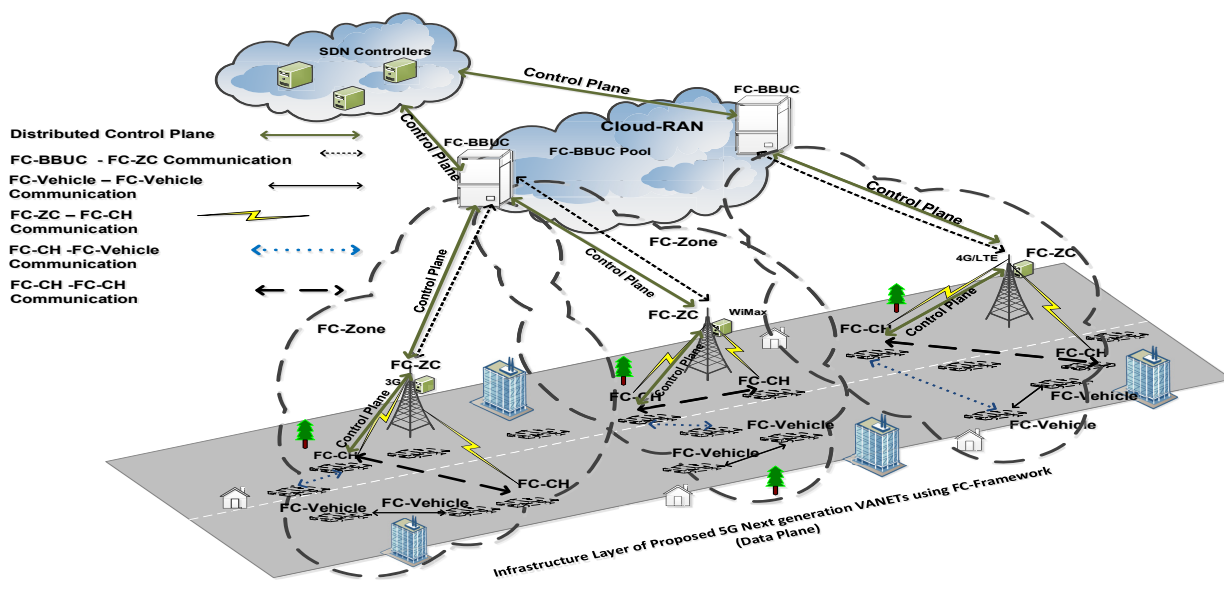 SDN Controllers
Control Plane
FC-BBUC
Cloud-RAN
FC-BBUC
FC-BBUC Pool
Control Plane
Distributed Control Plane
FC-BBUC - FC-ZC Communication
FC-Vehicle – FC-Vehicle
Communication
FC-ZC – FC-CH
Communication
FC-CH -FC-Vehicle
Communication
FC-CH -FC-CH
Communication
Control Plane
FC-Zone
4G/LTE
FC-ZC
Control Plane
Control Plane
FC-Zone
FC-ZC
WiMax
FC-CH
Control Plane
FC-CH
FC-ZC
3G
Control Plane
FC-CH
Control Plane
FC-CH
FC-Vehicle
FC-Vehicle
FC-Vehicle
FC-Vehicle
FC-CH
FC-CH
FC-Vehicle
FC-Vehicle
Infrastructure Layer of Proposed 5G Next generation VANETs using FC-Framework
(Data Plane)